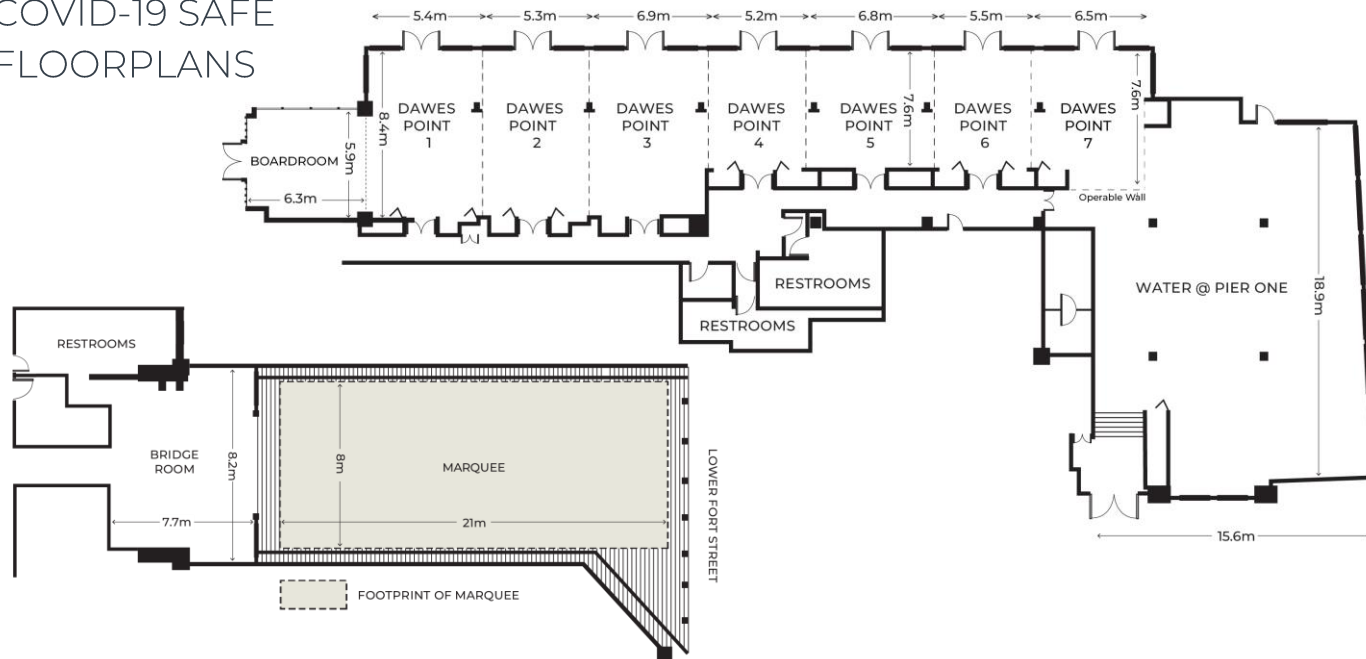 COVID-19 SAFE
FLOORPLANS
5.4m
5.3m
6.9m
5.2m
6.8m
5.5m
6.5m
DAWES
POINT
1
DAWES
POINT
2
DAWES
POINT
3
DAWES
POINT
4
DAWES
POINT
5
DAWES
POINT
6
DAWES
POINT
7
8.4m
7.6m
7.6m
BOARDROOM
5.9m
6.3m
Operable Wall
RESTROOMS
RESTROOMS
WATER @ PIER ONE
18.9m
15.6m
RESTROOMS
BRIDGE
ROOM
8.2m
7.7m
8m
MARQUEE
21m
LOWER FORT STREET
FOOTPRINT OF MARQUEE